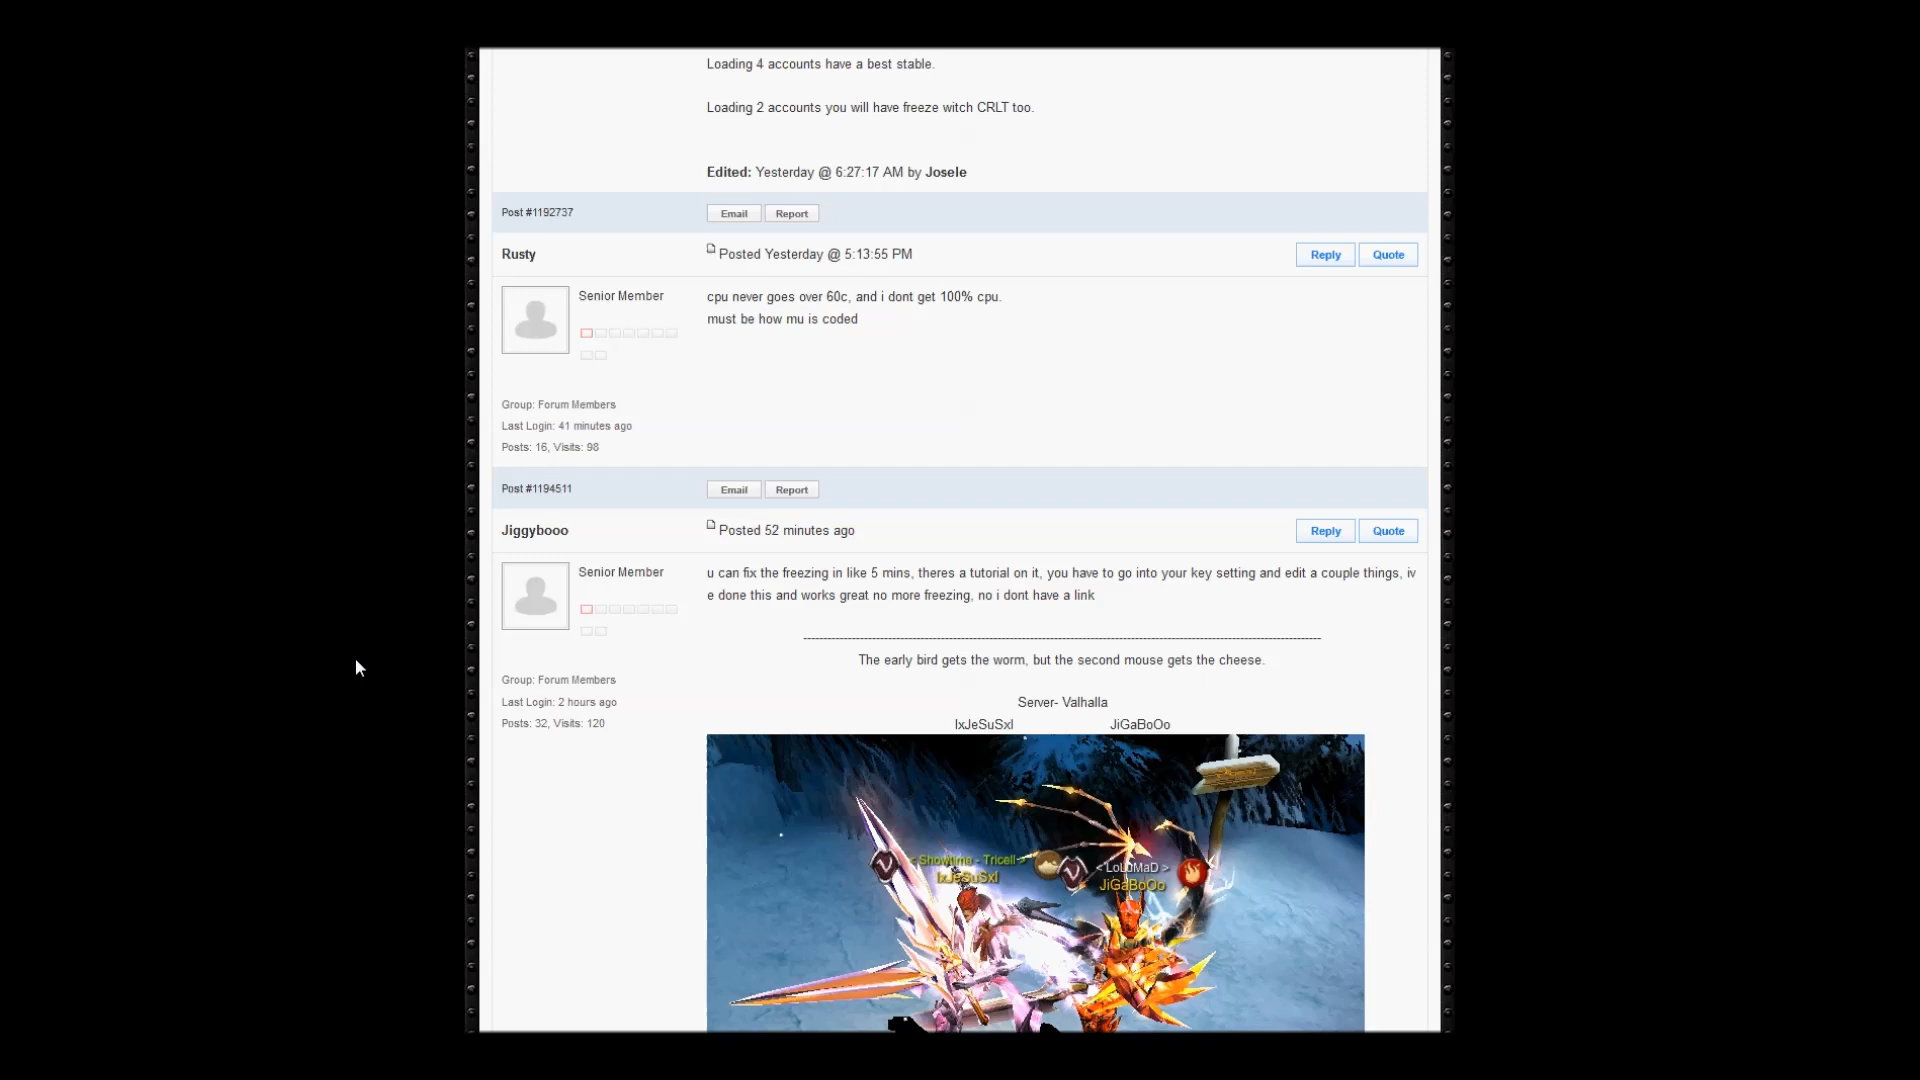 Loading 4 accounts have a best stable.
Loading 2 accounts you will have freeze witch CRLT too.
Edited: Yesterday @ 6:27:17 AM by Josele
Post #1192737
Email Report
Rusty
Posted Yesterday @ 5:13:55 PM
Reply Quote
Senior Member
cpu never goes over 60c, and i dont get 100% cpu.
must be how mu is coded
Group: Forum Members
Last Login: 41 minutes ago
Posts: 16, Visits: 98
Post #1194511
Email Report
Jiggybooo
Posted 52 minutes ago
Reply Quote
Senior Member
u can fix the freezing in like 5 mins, theres a tutorial on it, you have to go into your key setting and edit a couple things, iv
e done this and works great no more freezing, no i dont have a link
The early bird gets the worm, but the second mouse gets the cheese.
Group: Forum Members
Last Login: 2 hours ago
Posts: 32, Visits: 120
Server- Valhalla
IxJeSuSxI JiGaBoOo
< Showtime - Tricell >
IxJeSuSxI
< LoLuMaD >
JiGaBoOo